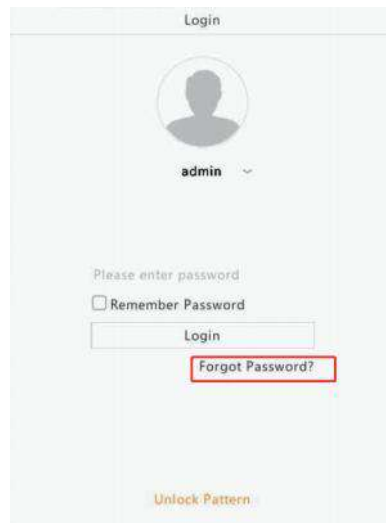 Login
admin
Please enter password
Remember Password
Login
Forgot Password?
Unlock Pattern